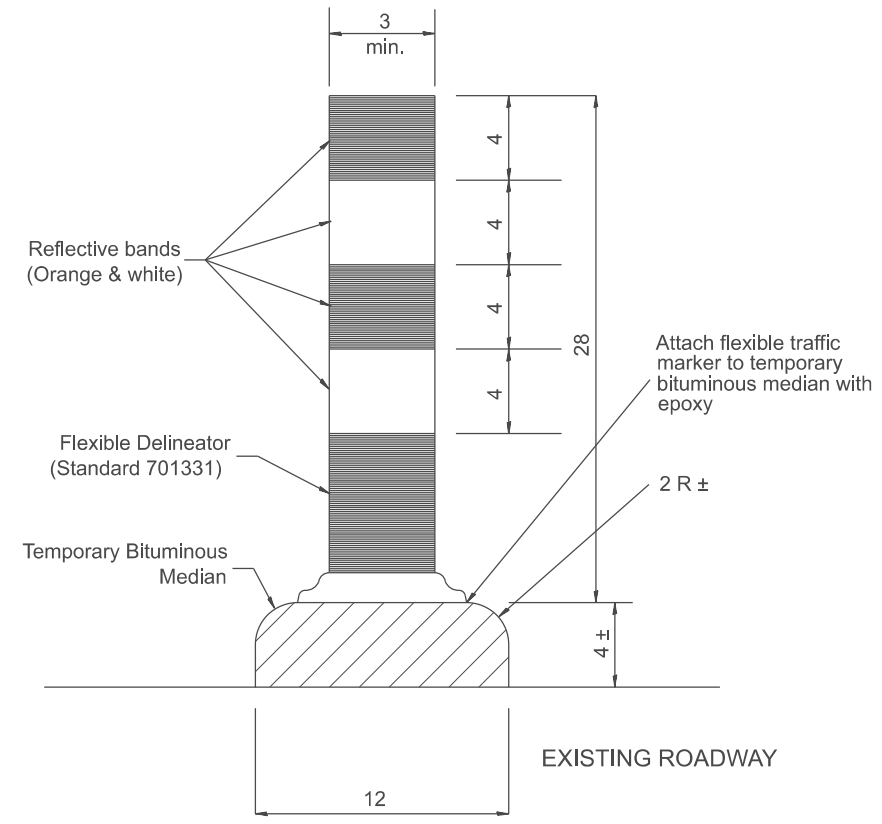 3
min.
4
4
4
4
28
Reflective bands
(Orange & white)
Attach flexible traffic
marker to temporary
bituminous median with
epoxy
Flexible Delineator
(Standard 701331)
2 R ±
Temporary Bituminous
Median
4 ±
EXISTING ROADWAY
12